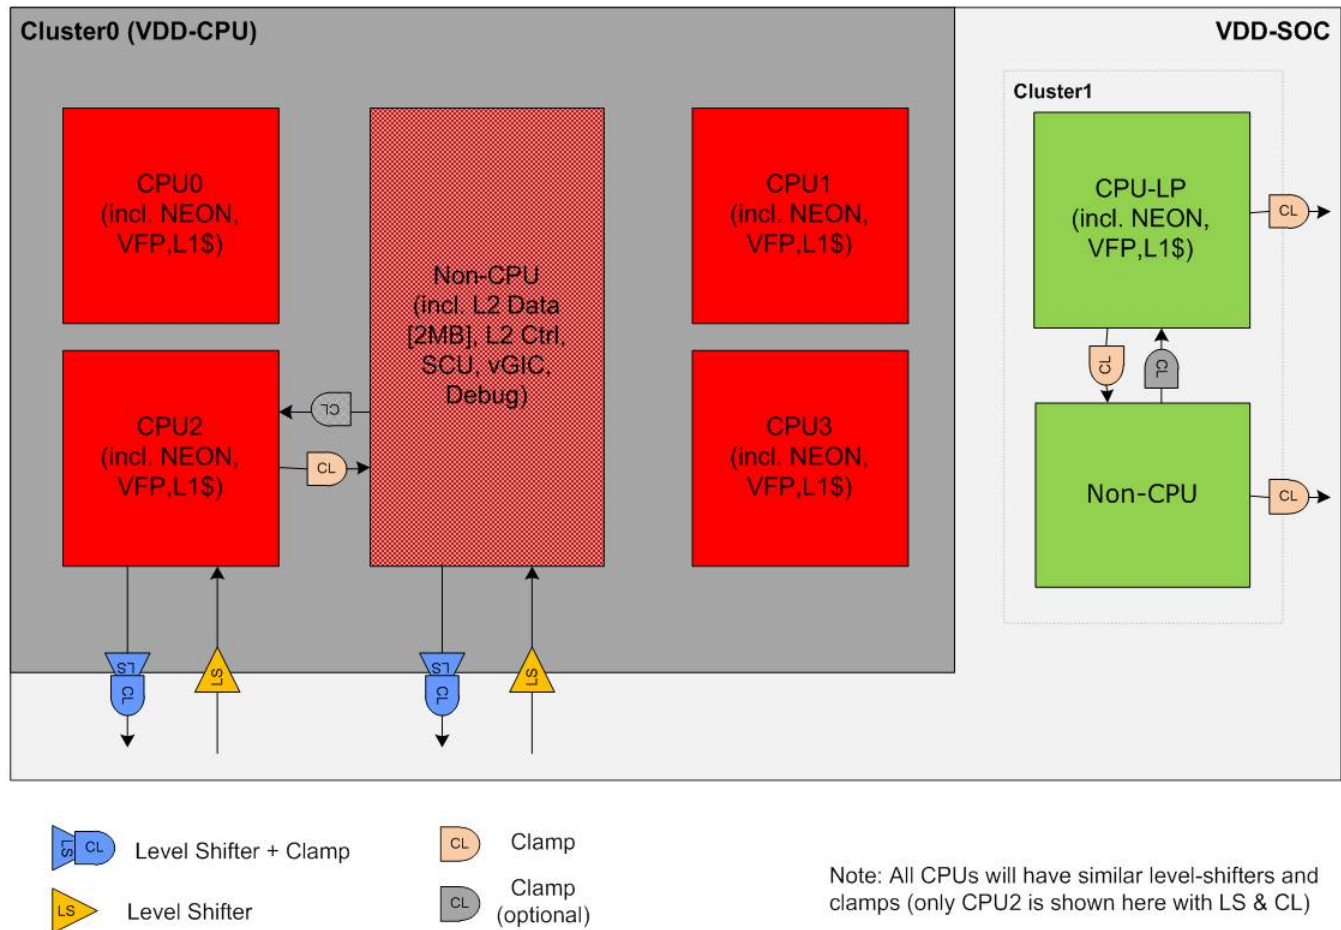 Cluster0 (VDD-CPU)
VDD-SOC
Cluster1
CPU0
(incl. NEON,
VFP,L1$)
Non-CPU
(incl. L2 Data
[2MB], L2 Ctrl,
SCU, vGIC,
Debug)
CPU1
(incl. NEON,
VFP,L1$)
CPU-LP
(incl. NEON,
VFP,L1$)
CL
CL
CL
CPU2
(incl. NEON,
VFP,L1$)
CL
CL
CPU3
(incl. NEON,
VFP,L1$)
Non-CPU
CL
LS
CL
LS
LS
CL
LS
LS
CL
Level Shifter + Clamp
CL
Clamp
LS
Level Shifter
CL
Clamp
(optional)
Note: All CPUs will have similar level-shifters and
clamps (only CPU2 is shown here with LS & CL)